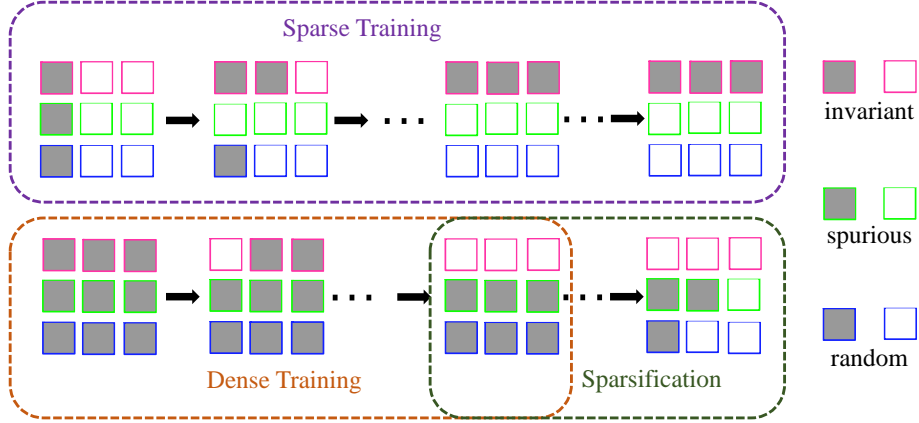 Sparse Training
invariant
spurious
random
Dense Training
Sparsification